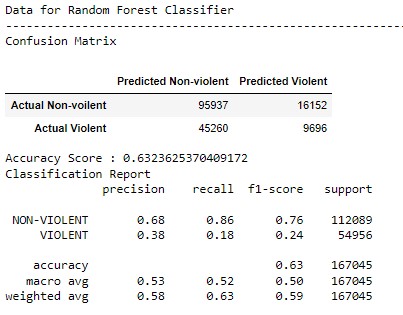 Data for Random Forest Classifier
--------------------------------------------------------------
Confusion Matrix
Predicted Non-violent Predicted Violent
Actual Non-voilent 95937 16152
Actual Violent 45260 9696
Accuracy Score : 0.6323625370409172
Classification Report
precision recall f1-score support
NON-VIOLENT 0.68 0.86 0.76 112089
VIOLENT 0.38 0.18 0.24 54956
accuracy 0.63 167045
macro avg 0.53 0.52 0.50 167045
weighted avg 0.58 0.63 0.59 167045